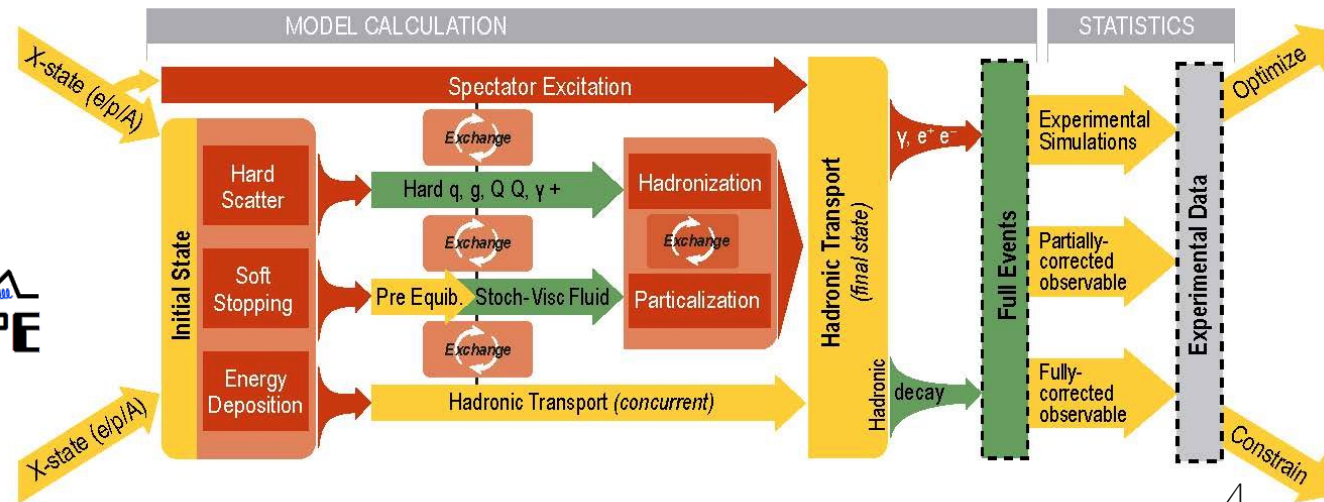 MODEL CALCULATION
STATISTICS
X-state (e/p/A)
Optimize
Spectator Excitation
Exchange
γ, e⁺ e⁻
Experimental
Simulations
Hard
Scatter
Hard q, g, Q Q, γ +
Hadronization
Initial State
Exchange
Exchange
Hadronic Transport
(final state)
Full Events
Partially-
corrected
observable
Experimental Data
Soft
Stopping
Pre Equib.
Stoch-Visc Fluid
Particalization
PE
Exchange
Energy
Deposition
Hadronic Transport (concurrent)
Hadronic
decay
Fully-
corrected
observable
X-state (e/p/A)
Constrain